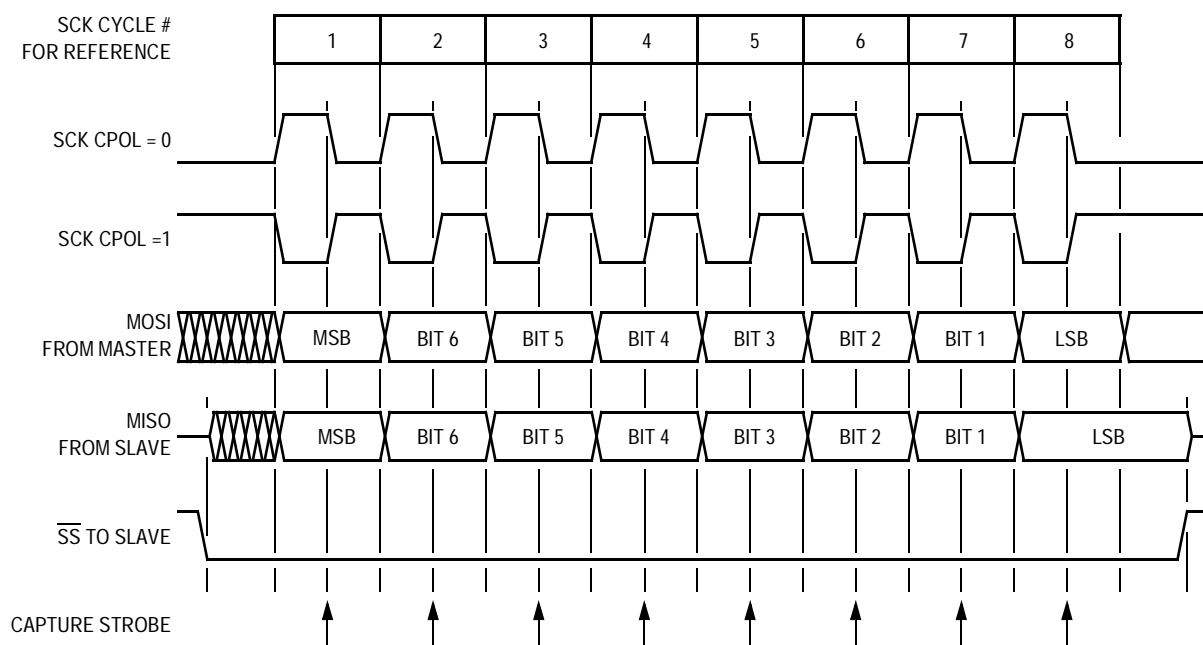 SCK CYCLE #
FOR REFERENCE
1 2 3 4 5 6 7 8
SCK CPOL = 0
SCK CPOL =1
MOSI
FROM MASTER
MSB BIT 6 BIT 5 BIT 4 BIT 3 BIT 2 BIT 1 LSB
MISO
FROM SLAVE
MSB BIT 6 BIT 5 BIT 4 BIT 3 BIT 2 BIT 1 LSB
S̅S̅ TO SLAVE
CAPTURE STROBE